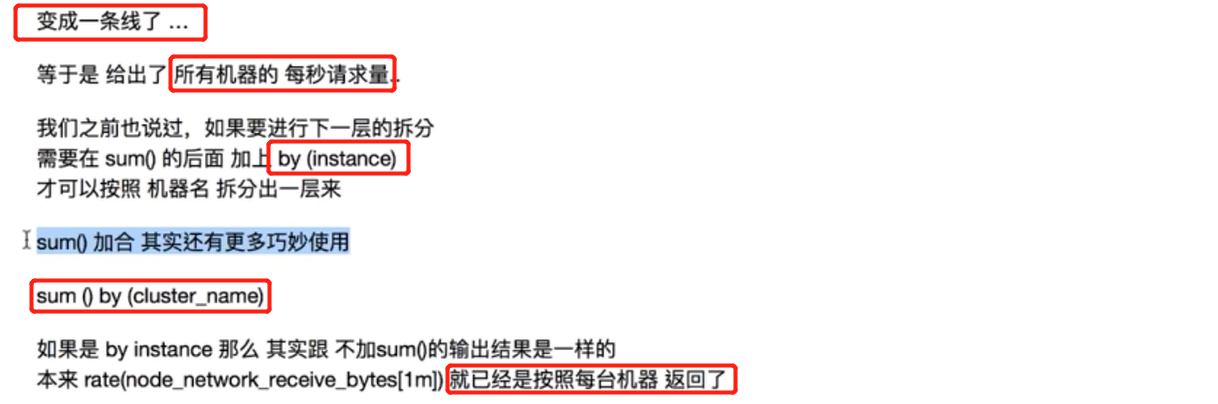 变成一条线了 ...
等于是 给出了 所有机器的 每秒请求量..
我们之前也说过，如果要进行下一层的拆分
需要在 sum() 的后面 加上 by (instance)
才可以按照 机器名 拆分出一层来
sum() 加合 其实还有更多巧妙使用
sum () by (cluster_name)
如果是 by instance 那么 其实跟 不加sum()的输出结果是一样的
本来 rate(node_network_receive_bytes[1m]) 就已经是按照每台机器 返回了